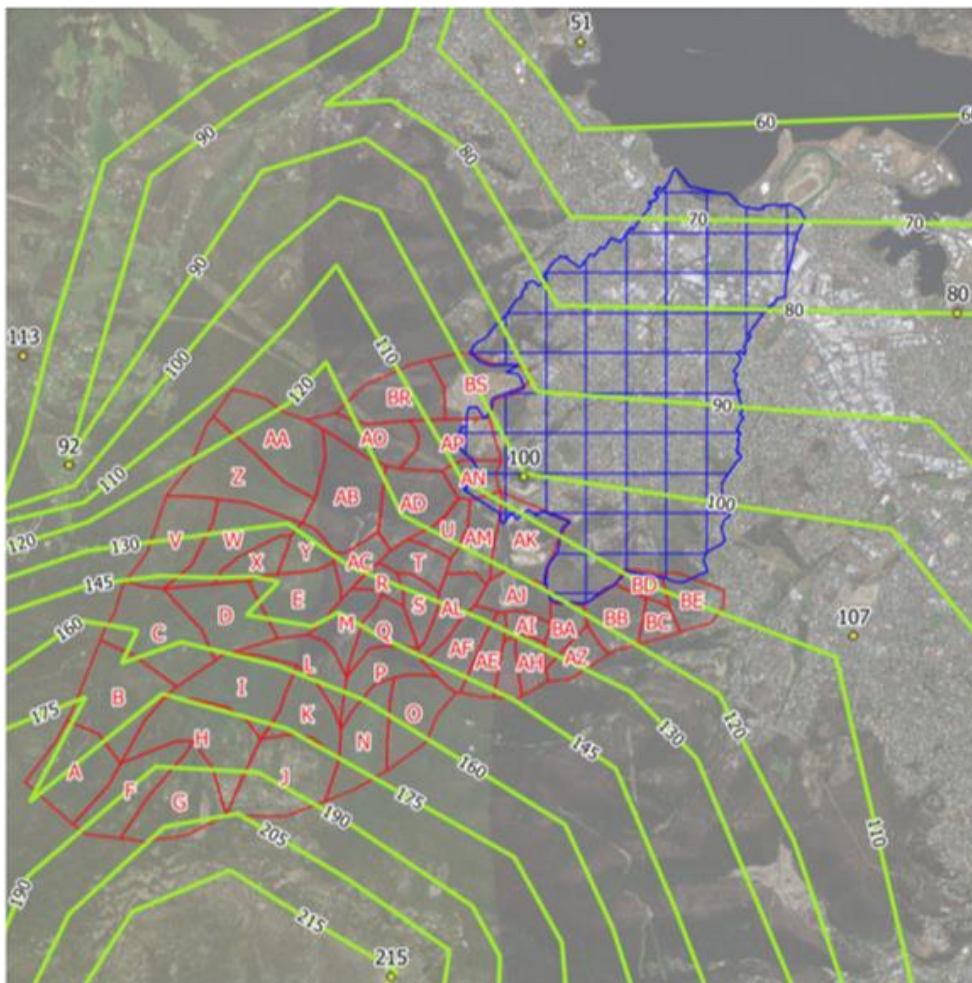 51
60
60
90
80
70
70
90
80
80
113
110
100
120
BR
BS
90
AA
AO
AP
92
100
Z
AN
110
AB
AD
100
120
V
W
U
AM
AK
130
X
Y
AC
T
145
R
BD
E
AJ
BE
S
AL
160
D
M
Q
AI
BA
BB
BC
107
C
AF
AE
AH
AZ
L
P
B
I
175
K
O
120
130
H
N
145
A
160
J
F
G
175
190
205
110
190
215
215